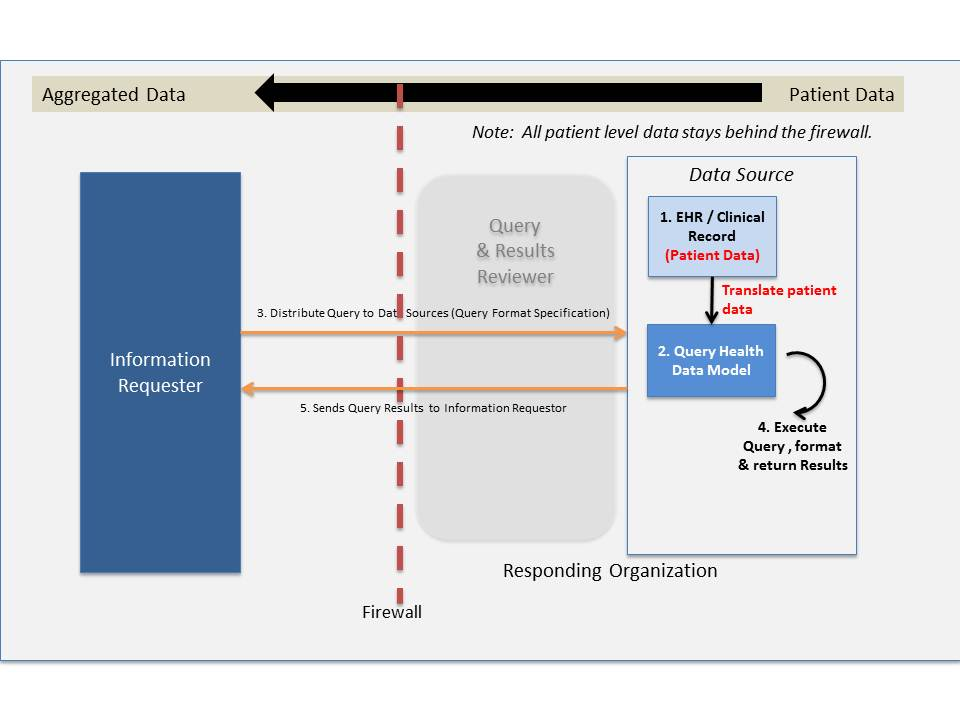 Aggregated Data
Patient Data
Note: All patient level data stays behind the firewall.
Data Source
1. EHR / Clinical
Record
(Patient Data)
Query
& Results
Reviewer
Translate patient
data
3. Distribute Query to Data Sources (Query Format Specification)
Information
Requester
2. Query Health
Data Model
5. Sends Query Results to Information Requestor
4. Execute
Query , format
& return Results
Responding Organization
Firewall